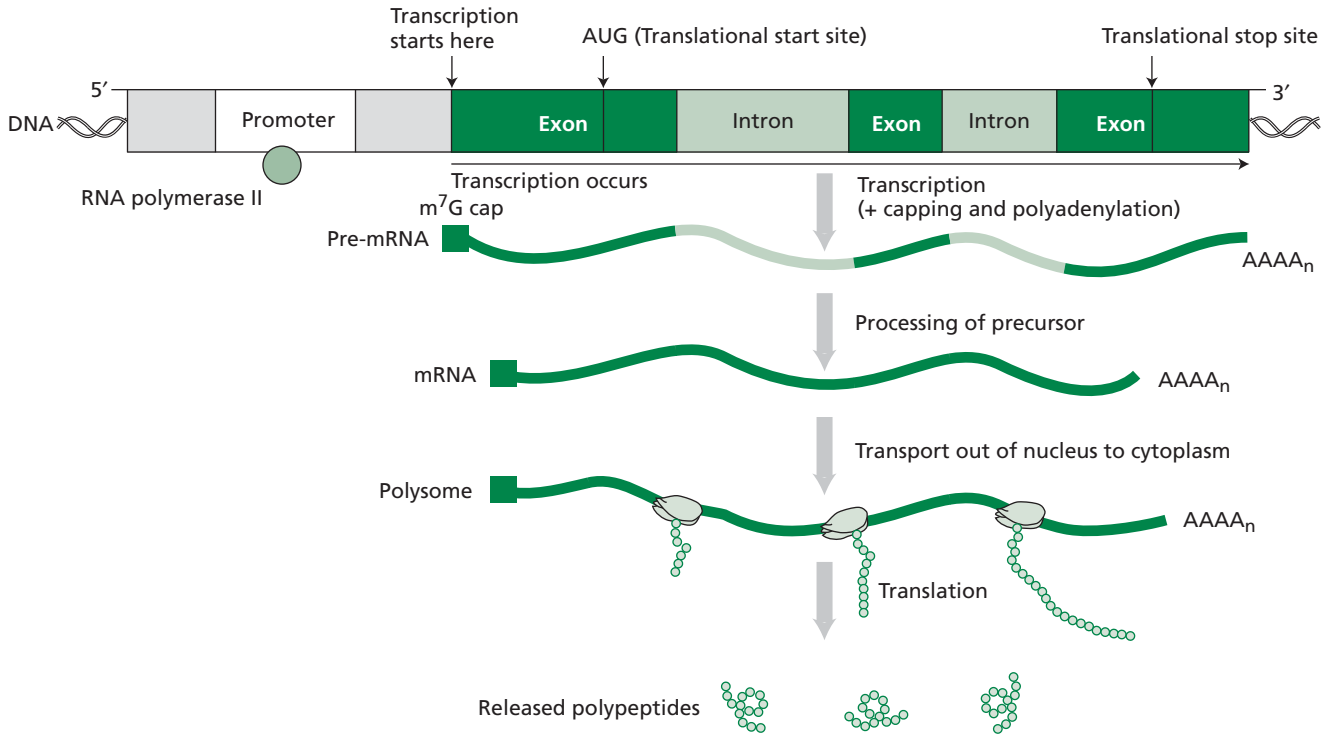 Transcription
starts here
AUG (Translational start site)
Translational stop site
5′
3′
DNA
Promoter
Exon
Intron
Exon
Intron
Exon
RNA polymerase II
Transcription occurs
Transcription
(+ capping and polyadenylation)
m⁷G cap
Pre-mRNA
AAAAₙ
Processing of precursor
mRNA
AAAAₙ
Transport out of nucleus to cytoplasm
Polysome
AAAAₙ
Translation
Released polypeptides